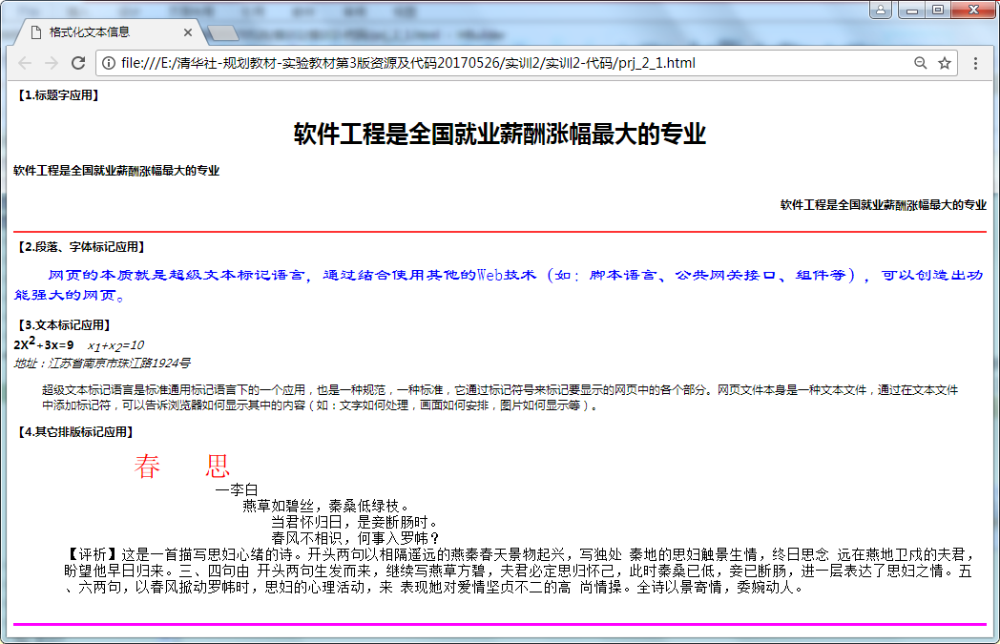 格式化文本信息
file:///E:/清华社-规划教材-实验教材第3版资源及代码20170526/实训2/实训2-代码/prj_2_1.html
【1.标题字应用】
软件工程是全国就业薪酬涨幅最大的专业
软件工程是全国就业薪酬涨幅最大的专业
软件工程是全国就业薪酬涨幅最大的专业
【2.段落、字体标记应用】
网页的本质就是超级文本标记语言，通过结合使用其他的Web技术（如：脚本语言、公共网关接口、组件等），可以创造出功
能强大的网页。
【3.文本标记应用】
2X²+3x=9 x₁+x₂=10
地址：江苏省南京市珠江路1924号
超级文本标记语言是标准通用标记语言下的一个应用，也是一种规范，一种标准，它通过标记符号来标记要显示的网页中的各个部分。网页文件本身是一种文本文件，通过在文本文件
中添加标记符，可以告诉浏览器如何显示其中的内容（如：文字如何处理，画面如何安排，图片如何显示等）。
【4.其它排版标记应用】
春 思
—李白
燕草如碧丝，秦桑低绿枝。
当君怀归日，是妾断肠时。
春风不相识，何事入罗帏？
【评析】这是一首描写思妇心绪的诗。开头两句以相隔遥远的燕秦春天景物起兴，写独处 秦地的思妇触景生情，终日思念 远在燕地卫戍的夫君，
盼望他早日归来。三、四句由 开头两句生发而来，继续写燕草方碧，夫君必定思归怀己，此时秦桑已低，妾已断肠，进一层表达了思妇之情。五
、六两句，以春风掀动罗帏时，思妇的心理活动，来 表现她对爱情坚贞不二的高 尚情操。全诗以景寄情，委婉动人。